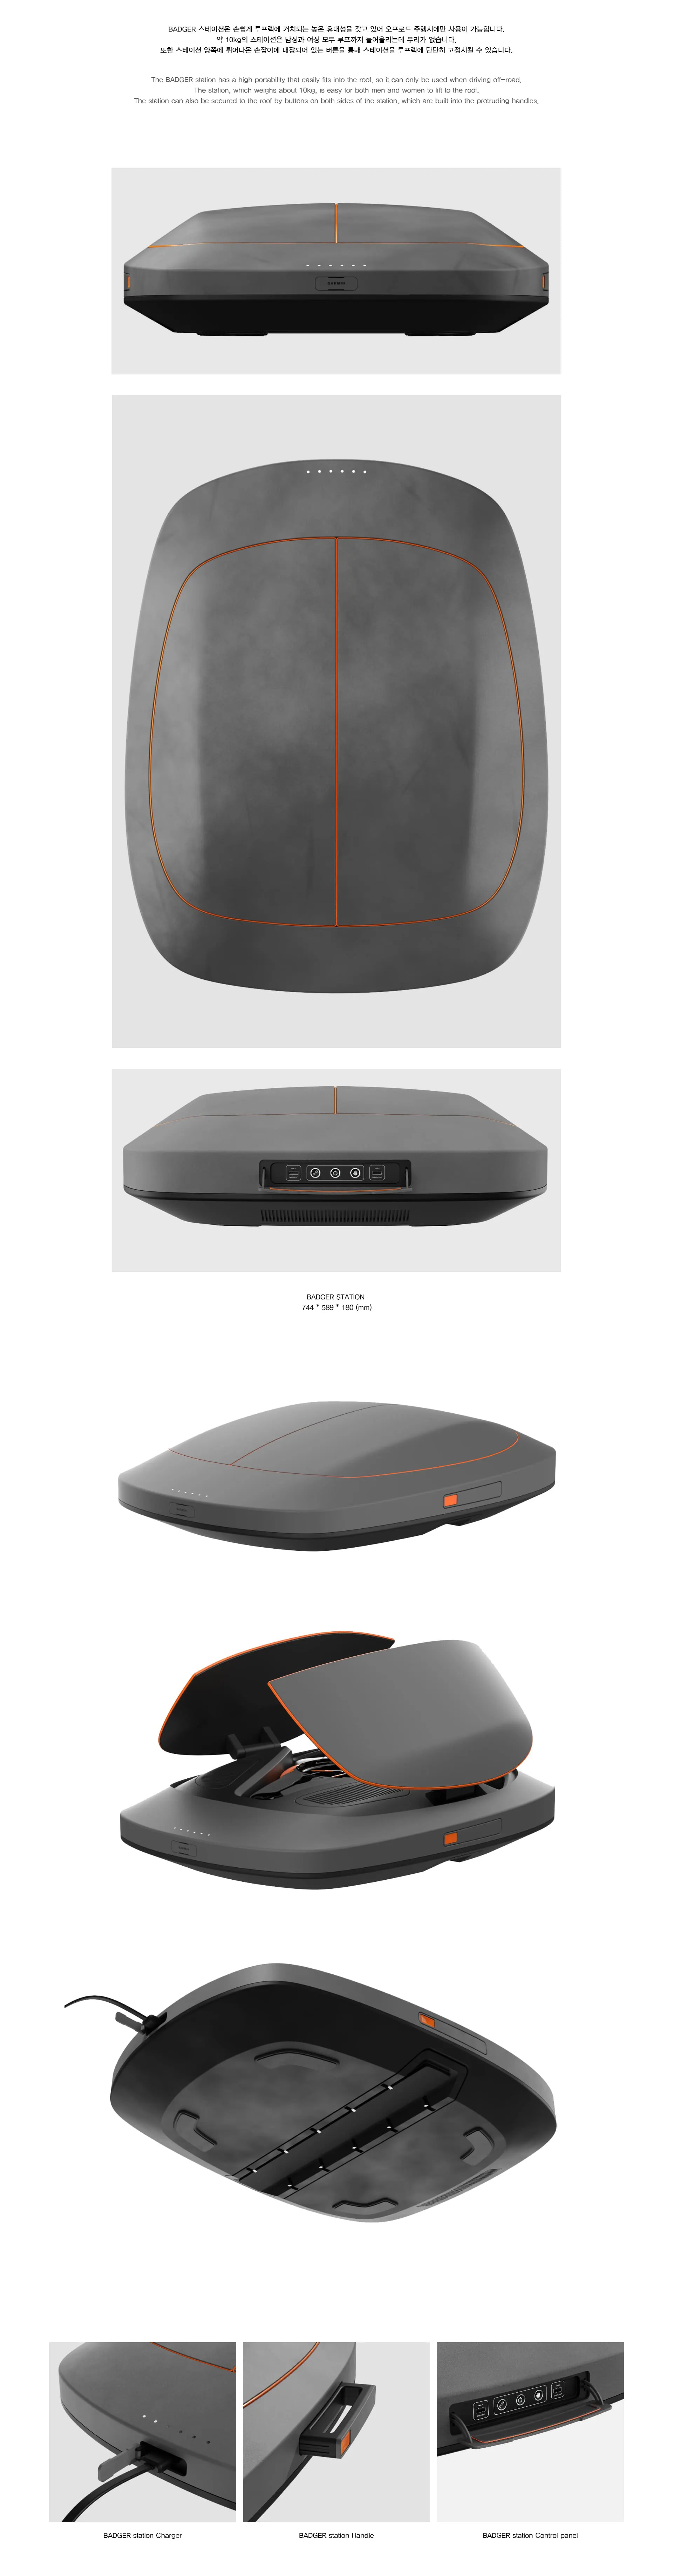 BADGER 스테이션은 손쉽게 루프렉에 거치되는 높은 휴대성을 갖고 있어 오프로드 주행시에만 사용이 가능합니다.
약 10kg의 스테이션은 남성과 여성 모두 루프까지 들어올리는데 무리가 없습니다.
또한 스테이션 양쪽에 튀어나온 손잡이에 내장되어 있는 버튼을 통해 스테이션을 루프렉에 단단히 고정시킬 수 있습니다.
The BADGER station has a high portability that easily fits into the roof, so it can only be used when driving off-road.
The station, which weighs about 10kg, is easy for both men and women to lift to the roof.
The station can also be secured to the roof by buttons on both sides of the station, which are built into the protruding handles.
BADGER STATION
744 * 589 * 180 (mm)
BADGER station Charger
BADGER station Handle
BADGER station Control panel